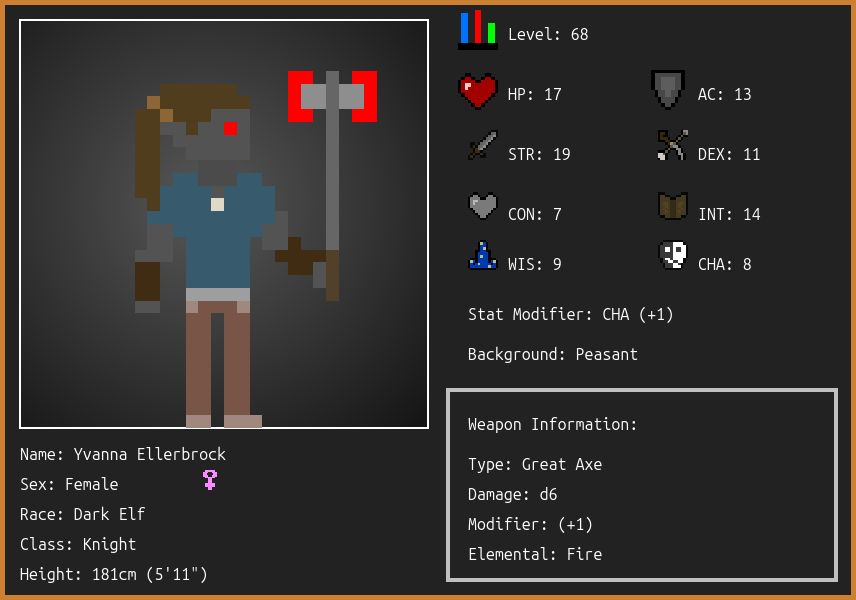 Level: 68
HP: 17
AC: 13
STR: 19
DEX: 11
CON: 7
INT: 14
WIS: 9
CHA: 8
Stat Modifier: CHA (+1)
Background: Peasant
Weapon Information:
Type: Great Axe
Damage: d6
Modifier: (+1)
Elemental: Fire
Name: Yvanna Ellerbrock
Sex: Female
Race: Dark Elf
Class: Knight
Height: 181cm (5'11")